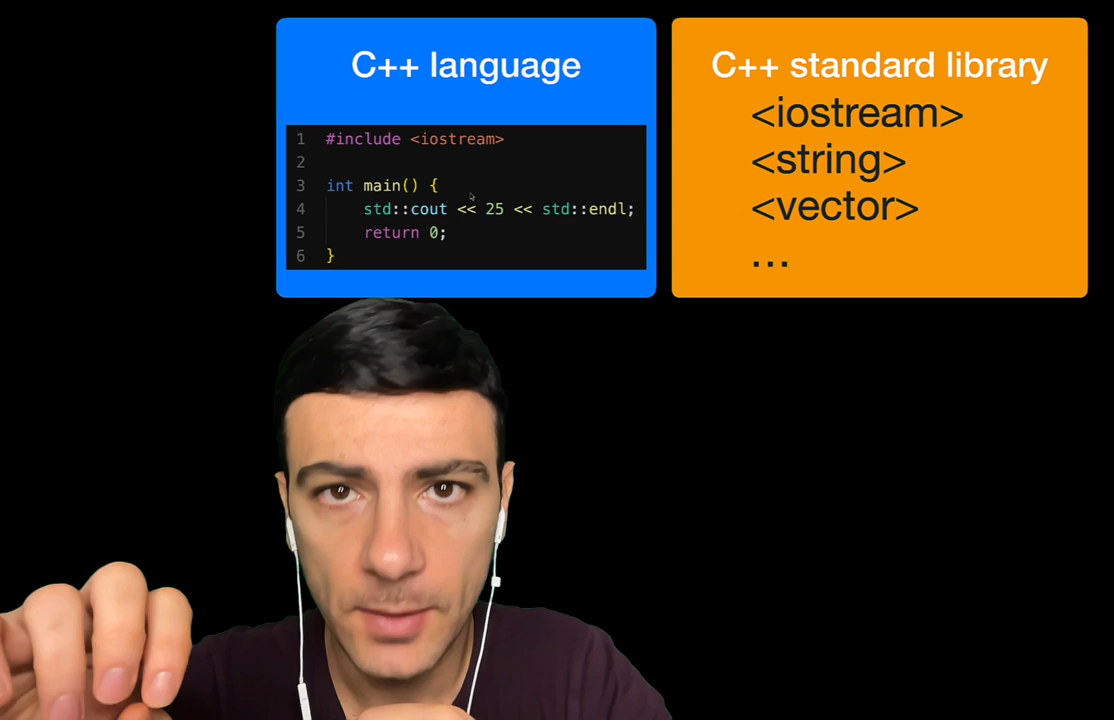 C++ language
1 #include <iostream>
2
3 int main() {
4 std::cout << 25 << std::endl;
5 return 0;
6 }
C++ standard library
<iostream>
<string>
<vector>
...